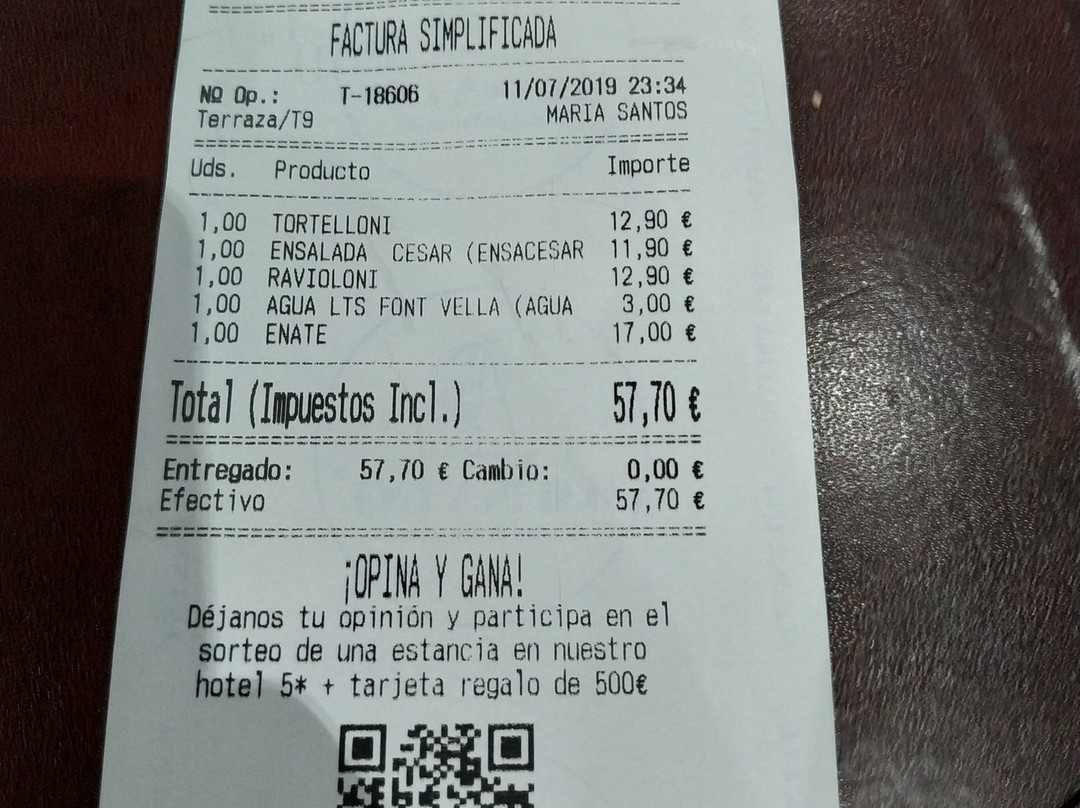 FACTURA SIMPLIFICADA
Nº Op.: T-18606 11/07/2019 23:34
Terraza/T9 MARIA SANTOS
Uds. Producto Importe
1,00 TORTELLONI 12,90 €
1,00 ENSALADA CESAR (ENSACESAR 11,90 €
1,00 RAVIOLONI 12,90 €
1,00 AGUA LTS FONT VELLA (AGUA 3,00 €
1,00 ENATE 17,00 €
Total (Impuestos Incl.) 57,70 €
Entregado: 57,70 € Cambio: 0,00 €
Efectivo 57,70 €
¡OPINA Y GANA!
Déjanos tu opinión y participa en el
sorteo de una estancia en nuestro
hotel 5* + tarjeta regalo de 500€